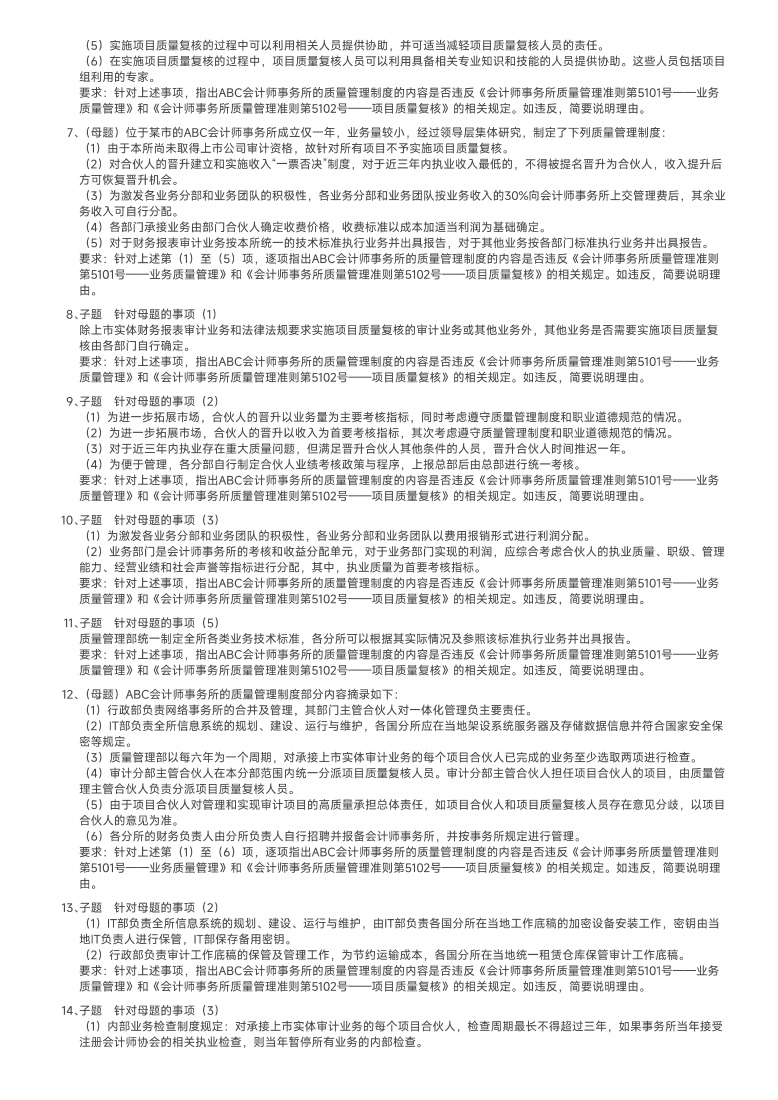 （5）实施项目质量复核的过程中可以利用相关人员提供协助，并可适当减轻项目质量复核人员的责任。
（6）在实施项目质量复核的过程中，项目质量复核人员可以利用具备相关专业知识和技能的人员提供协助。这些人员包括项目
组利用的专家。
要求：针对上述事项，指出ABC会计师事务所的质量管理制度的内容是否违反《会计师事务所质量管理准则第5101号——业务
质量管理》和《会计师事务所质量管理准则第5102号——项目质量复核》的相关规定。如违反，简要说明理由。
7、（母题）位于某市的ABC会计师事务所成立仅一年，业务量较小，经过领导层集体研究，制定了下列质量管理制度：
（1）由于本所尚未取得上市公司审计资格，故针对所有项目不予实施项目质量复核。
（2）对合伙人的晋升建立和实施收入“一票否决”制度，对于近三年内执业收入最低的，不得被提名晋升为合伙人，收入提升后
方可恢复晋升机会。
（3）为激发各业务分部和业务团队的积极性，各业务分部和业务团队按业务收入的30%向会计师事务所上交管理费后，其余业
务收入可自行分配。
（4）各部门承接业务由部门合伙人确定收费价格，收费标准以成本加适当利润为基础确定。
（5）对于财务报表审计业务按本所统一的技术标准执行业务并出具报告，对于其他业务按各部门标准执行业务并出具报告。
要求：针对上述第（1）至（5）项，逐项指出ABC会计师事务所的质量管理制度的内容是否违反《会计师事务所质量管理准则
第5101号——业务质量管理》和《会计师事务所质量管理准则第5102号——项目质量复核》的相关规定。如违反，简要说明理
由。
8、子题 针对母题的事项（1）
除上市实体财务报表审计业务和法律法规要求实施项目质量复核的审计业务或其他业务外，其他业务是否需要实施项目质量复
核由各部门自行确定。
要求：针对上述事项，指出ABC会计师事务所的质量管理制度的内容是否违反《会计师事务所质量管理准则第5101号——业务
质量管理》和《会计师事务所质量管理准则第5102号——项目质量复核》的相关规定。如违反，简要说明理由。
9、子题 针对母题的事项（2）
（1）为进一步拓展市场，合伙人的晋升以业务量为主要考核指标，同时考虑遵守质量管理制度和职业道德规范的情况。
（2）为进一步拓展市场，合伙人的晋升以收入为首要考核指标，其次考虑遵守质量管理制度和职业道德规范的情况。
（3）对于近三年内执业存在重大质量问题，但满足晋升合伙人其他条件的人员，晋升合伙人时间推迟一年。
（4）为便于管理，各分部自行制定合伙人业绩考核政策与程序，上报总部后由总部进行统一考核。
要求：针对上述事项，指出ABC会计师事务所的质量管理制度的内容是否违反《会计师事务所质量管理准则第5101号——业务
质量管理》和《会计师事务所质量管理准则第5102号——项目质量复核》的相关规定。如违反，简要说明理由。
10、子题 针对母题的事项（3）
（1）为激发各业务分部和业务团队的积极性，各业务分部和业务团队以费用报销形式进行利润分配。
（2）业务部门是会计师事务所的考核和收益分配单元，对于业务部门实现的利润，应综合考虑合伙人的执业质量、职级、管理
能力、经营业绩和社会声誉等指标进行分配，其中，执业质量为首要考核指标。
要求：针对上述事项，指出ABC会计师事务所的质量管理制度的内容是否违反《会计师事务所质量管理准则第5101号——业务
质量管理》和《会计师事务所质量管理准则第5102号——项目质量复核》的相关规定。如违反，简要说明理由。
11、子题 针对母题的事项（5）
质量管理部统一制定全所各类业务技术标准，各分所可以根据其实际情况及参照该标准执行业务并出具报告。
要求：针对上述事项，指出ABC会计师事务所的质量管理制度的内容是否违反《会计师事务所质量管理准则第5101号——业务
质量管理》和《会计师事务所质量管理准则第5102号——项目质量复核》的相关规定。如违反，简要说明理由。
12、（母题）ABC会计师事务所的质量管理制度部分内容摘录如下：
（1）行政部负责网络事务所的合并及管理，其部门主管合伙人对一体化管理负主要责任。
（2）IT部负责全所信息系统的规划、建设、运行与维护，各国分所应在当地架设系统服务器及存储数据信息并符合国家安全保
密等规定。
（3）质量管理部以每六年为一个周期，对承接上市实体审计业务的每个项目合伙人已完成的业务至少选取两项进行检查。
（4）审计分部主管合伙人在本分部范围内统一分派项目质量复核人员。审计分部主管合伙人担任项目合伙人的项目，由质量管
理主管合伙人负责分派项目质量复核人员。
（5）由于项目合伙人对管理和实现审计项目的高质量承担总体责任，如项目合伙人和项目质量复核人员存在意见分歧，以项目
合伙人的意见为准。
（6）各分所的财务负责人由分所负责人自行招聘并报备会计师事务所，并按事务所规定进行管理。
要求：针对上述第（1）至（6）项，逐项指出ABC会计师事务所的质量管理制度的内容是否违反《会计师事务所质量管理准则
第5101号——业务质量管理》和《会计师事务所质量管理准则第5102号——项目质量复核》的相关规定。如违反，简要说明理
由。
13、子题 针对母题的事项（2）
（1）IT部负责全所信息系统的规划、建设、运行与维护，由IT部负责各国分所在当地工作底稿的加密设备安装工作，密钥由当
地IT负责人进行保管，IT部保存备用密钥。
（2）行政部负责审计工作底稿的保管及管理工作，为节约运输成本，各国分所在当地统一租赁仓库保管审计工作底稿。
要求：针对上述事项，指出ABC会计师事务所的质量管理制度的内容是否违反《会计师事务所质量管理准则第5101号——业务
质量管理》和《会计师事务所质量管理准则第5102号——项目质量复核》的相关规定。如违反，简要说明理由。
14、子题 针对母题的事项（3）
（1）内部业务检查制度规定：对承接上市实体审计业务的每个项目合伙人，检查周期最长不得超过三年，如果事务所当年接受
注册会计师协会的相关执业检查，则当年暂停所有业务的内部检查。